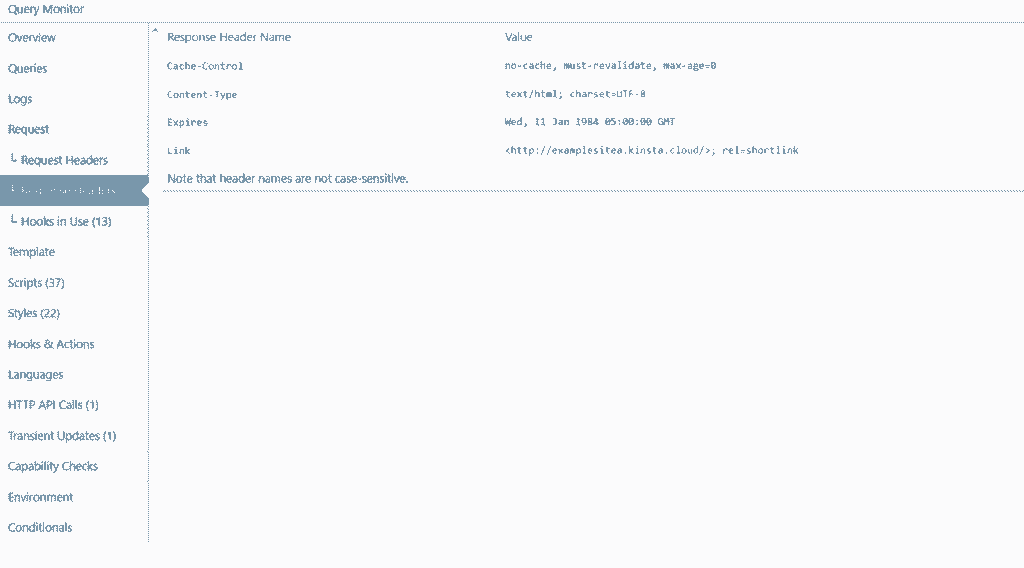 Query Monitor
Overview
Queries
Logs
Request
└ Request Headers
└ Hooks in Use (13)
Template
Scripts (37)
Styles (22)
Hooks & Actions
Languages
HTTP API Calls (1)
Transient Updates (1)
Capability Checks
Environment
Conditionals
Response Header Name Value
Cache-Control no-cache, must-revalidate, max-age=0
Content-Type text/html; charset=UTF-8
Expires Wed, 11 Jan 1984 05:00:00 GMT
Link <http://examplesitea.kinsta.cloud/>; rel=shortlink
Note that header names are not case-sensitive.